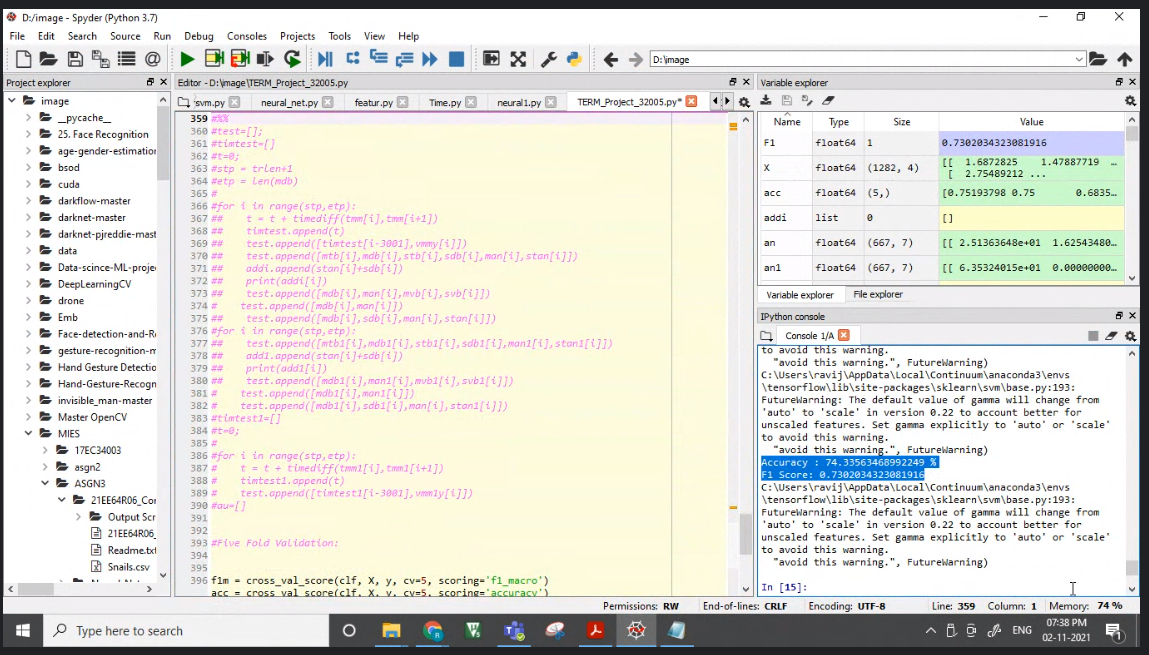 D:/image - Spyder (Python 3.7)
File Edit Search Source Run Debug Consoles Projects Tools View Help
D:\image
Project explorer
image
__pycache__
25. Face Recognition
age-gender-estimation
bsod
cuda
darkflow-master
darknet-master
darknet-pjreddie-mast
data
Data-scince-ML-proje
DeepLearningCV
drone
Emb
Face-detection-and-R
gesture-recognition-m
Hand Gesture Detectio
Hand-Gesture-Recogn
invisible_man-master
Master OpenCV
MIES
17EC34003
asgn2
ASGN3
21EE64R06_Cor
Output Scr
21EE64R06_
Readme.txt
Snails.csv
Editor - D:\image\TERM_Project_32005.py
svm.py neural_net.py featur.py Time.py neural1.py TERM_Project_32005.py*
359 #%%
360 #test=[];
361 #timtest=[]
362 #t=0;
363 #stp = trlen+1
364 #etp = len(mdb)
365 #
366 #for i in range(stp,etp):
367 ## t = t + timediff(tmm[i],tmm[i+1])
368 ## timtest.append(t)
369 ## test.append([timtest[i-3001],vmmy[i]])
370 ## test.append([mtb[i],mdb[i],stb[i],sdb[i],man[i],stan[i]])
371 ## addi.append(stan[i]+sdb[i])
372 ## print(addi[i])
373 ## test.append([mdb[i],man[i],mvb[i],svb[i]])
374 # test.append([mdb[i],man[i]])
375 ## test.append([mdb[i],sdb[i],man[i],stan[i]])
376 #for i in range(stp,etp):
377 ## test.append([mtb1[i],mdb1[i],stb1[i],sdb1[i],man1[i],stan1[i]])
378 ## add1.append(stan[i]+sdb[i])
379 ## print(add1[i])
380 ## test.append([mdb1[i],man1[i],mvb1[i],svb1[i]])
381 # test.append([mdb1[i],man1[i]])
382 # test.append([mdb1[i],sdb1[i],man[i],stan1[i]])
383 #timtest1=[]
384 #t=0;
385 #
386 #for i in range(stp,etp):
387 # t = t + timediff(tmm1[i],tmm1[i+1])
388 # timtest1.append(t)
389 # test.append([timtest1[i-3001],vmm1y[i]])
390 #au=[]
391
392
393 #Five Fold Validation:
394
395
396 f1m = cross_val_score(clf, X, y, cv=5, scoring='f1_macro')
acc = cross_val_score(clf, X, y, cv=5, scoring='accuracy')
Variable explorer
Name Type Size Value
F1 float64 1 0.7302034323081916
X float64 (1282, 4) [[ 1.6872825 1.47887719 ...
[ 2.75489212 ...
acc float64 (5,) [0.75193798 0.75 0.6835...
addi list 0 []
an float64 (667, 7) [[ 2.51363648e+01 1.62543480...
an1 float64 (667, 7) [[ 6.35324015e+01 0.00000000...
Variable explorer File explorer
IPython console
Console 1/A
to avoid this warning.
"avoid this warning.", FutureWarning)
C:\Users\ravij\AppData\Local\Continuum\anaconda3\envs
\tensorflow\lib\site-packages\sklearn\svm\base.py:193:
FutureWarning: The default value of gamma will change from
'auto' to 'scale' in version 0.22 to account better for
unscaled features. Set gamma explicitly to 'auto' or 'scale'
to avoid this warning.
"avoid this warning.", FutureWarning)
Accuracy : 74.33563468992249 %
F1 Score: 0.7302034323081916
C:\Users\ravij\AppData\Local\Continuum\anaconda3\envs
\tensorflow\lib\site-packages\sklearn\svm\base.py:193:
FutureWarning: The default value of gamma will change from
'auto' to 'scale' in version 0.22 to account better for
unscaled features. Set gamma explicitly to 'auto' or 'scale'
to avoid this warning.
"avoid this warning.", FutureWarning)
In [15]:
Permissions: RW End-of-lines: CRLF Encoding: UTF-8 Line: 359 Column: 1 Memory: 74 %
Type here to search
ENG
07:38 PM
02-11-2021
1